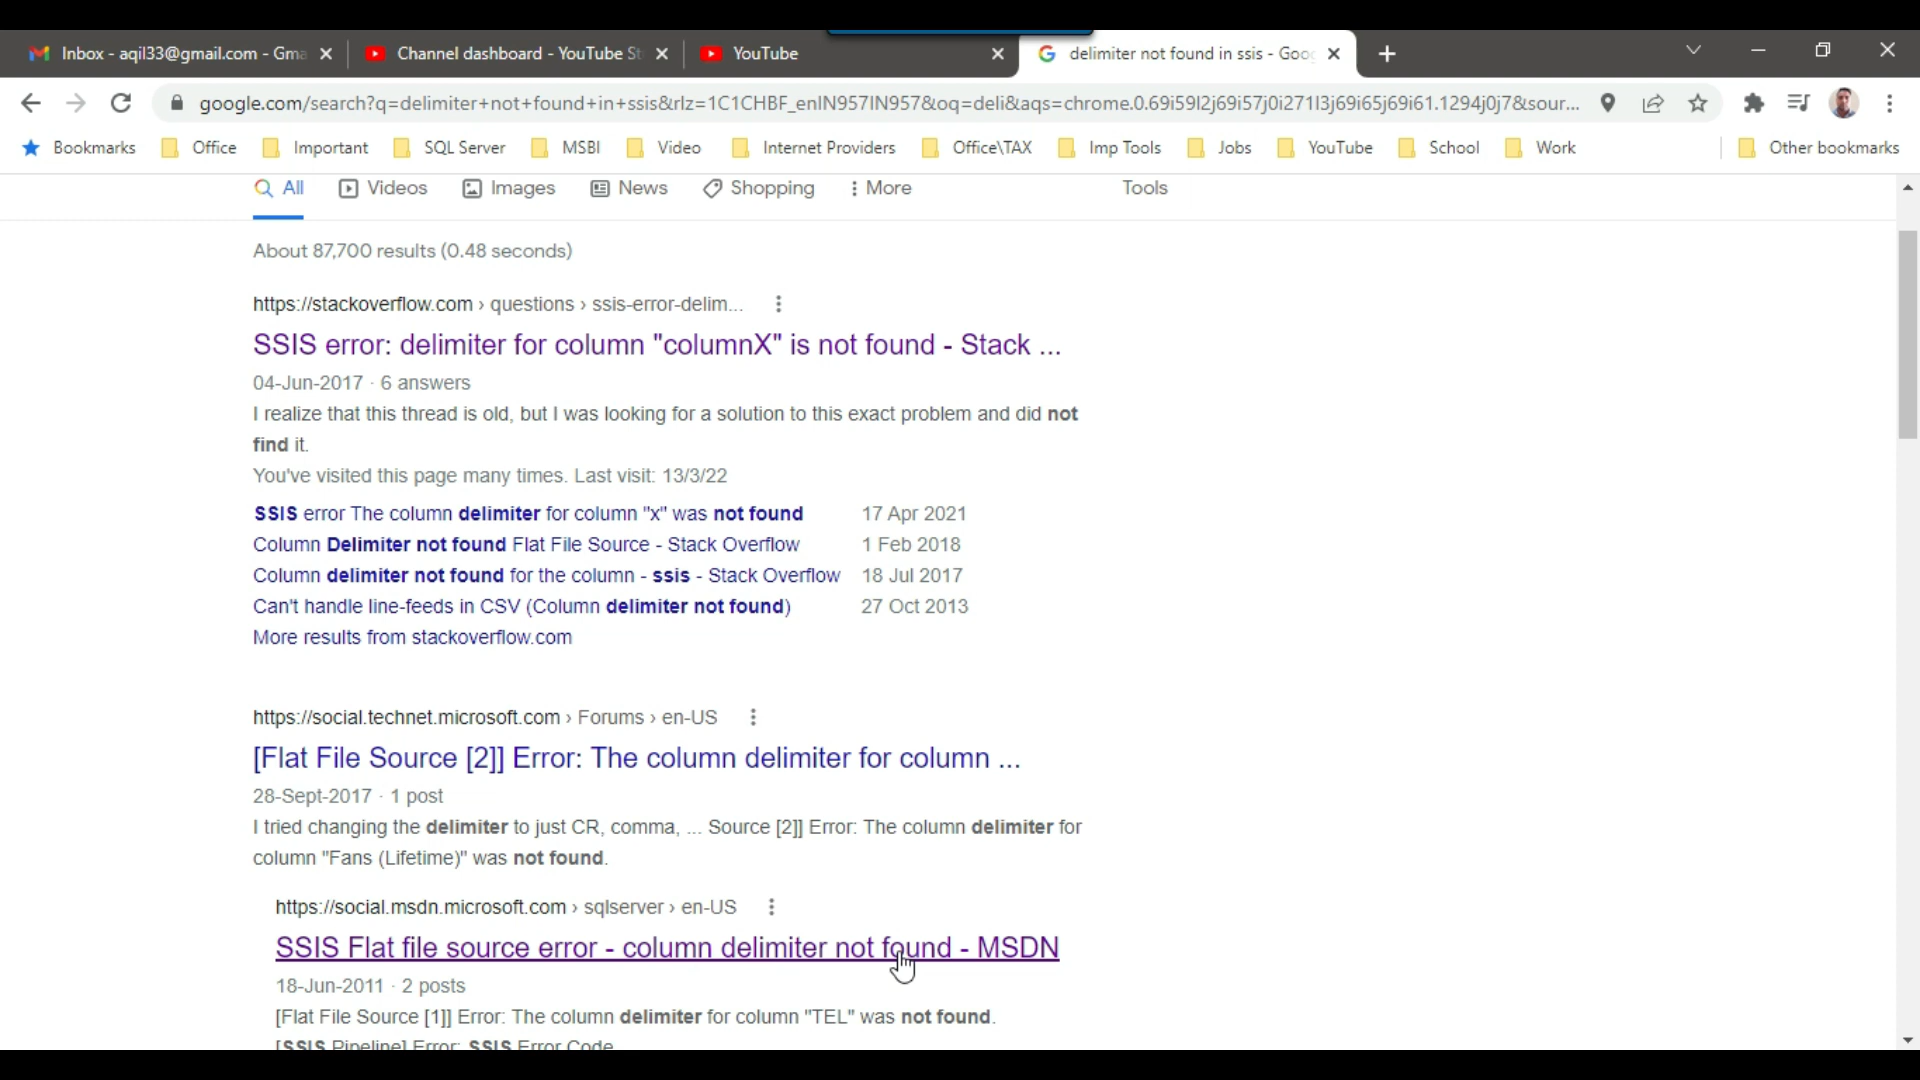 Inbox - aqil33@gmail.com - Gma
Channel dashboard - YouTube St
YouTube
delimiter not found in ssis - Goog
google.com/search?q=delimiter+not+found+in+ssis&rlz=1C1CHBF_enIN957IN957&oq=deli&aqs=chrome.0.69i59l2j69i57j0i271l3j69i65j69i61.1294j0j7&sour...
Bookmarks
Office
Important
SQL Server
MSBI
Video
Internet Providers
Office\TAX
Imp Tools
Jobs
YouTube
School
Work
Other bookmarks
All
Videos
Images
News
Shopping
More
Tools
About 87,700 results (0.48 seconds)
https://stackoverflow.com › questions › ssis-error-delim...
SSIS error: delimiter for column "columnX" is not found - Stack ...
04-Jun-2017 · 6 answers
I realize that this thread is old, but I was looking for a solution to this exact problem and did not
find it.
You've visited this page many times. Last visit: 13/3/22
SSIS error The column delimiter for column "x" was not found 17 Apr 2021
Column Delimiter not found Flat File Source - Stack Overflow 1 Feb 2018
Column delimiter not found for the column - ssis - Stack Overflow 18 Jul 2017
Can't handle line-feeds in CSV (Column delimiter not found) 27 Oct 2013
More results from stackoverflow.com
https://social.technet.microsoft.com › Forums › en-US
[Flat File Source [2]] Error: The column delimiter for column ...
28-Sept-2017 · 1 post
I tried changing the delimiter to just CR, comma, ... Source [2]] Error: The column delimiter for
column "Fans (Lifetime)" was not found.
https://social.msdn.microsoft.com › sqlserver › en-US
SSIS Flat file source error - column delimiter not found - MSDN
18-Jun-2011 · 2 posts
[Flat File Source [1]] Error: The column delimiter for column "TEL" was not found.
[SSIS.Pipeline] Error: SSIS Error Code